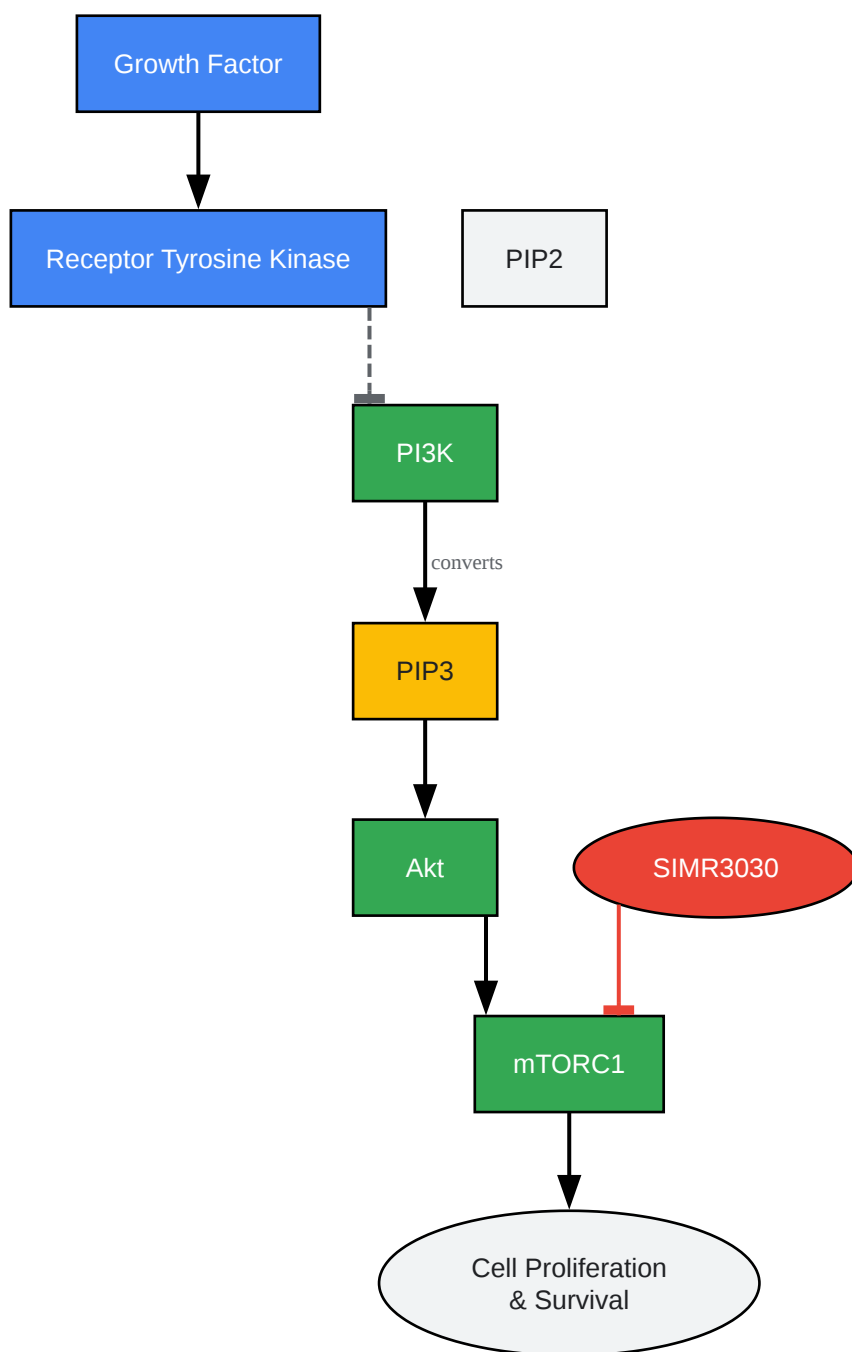 Growth Factor
Receptor Tyrosine Kinase
PIP2
PI3K
converts
PIP3
Akt
SIMR3030
mTORC1
Cell Proliferation
& Survival